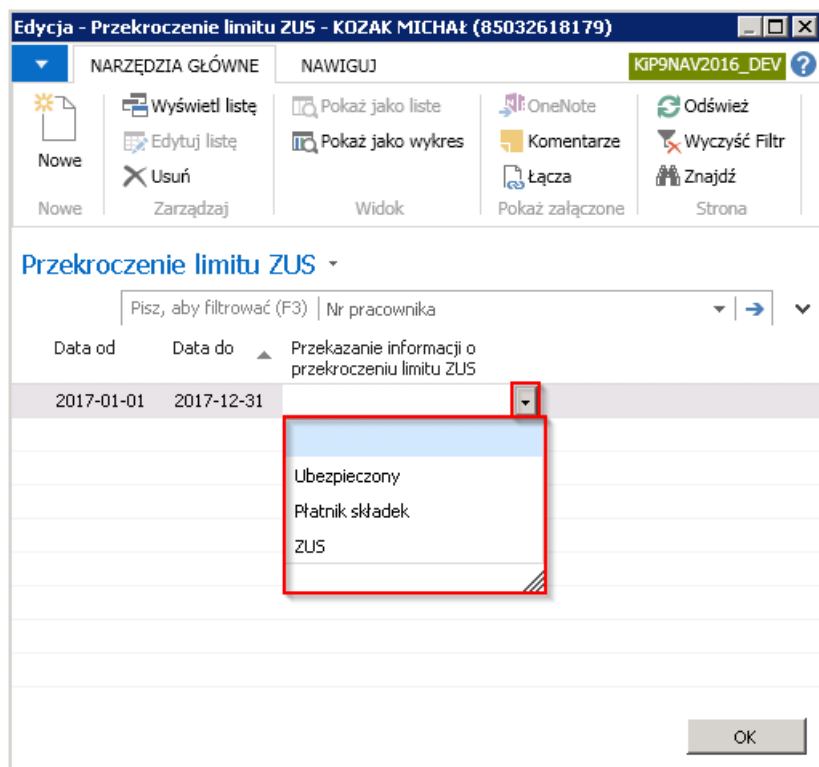 Edycja - Przekroczenie limitu ZUS - KOZAK MICHAŁ (85032618179)
NARZĘDZIA GŁÓWNE NAWIGUJ KiP9NAV2016_DEV ?
Nowe
Wyświetl listę
Edytuj listę
Usuń
Pokaż jako liste
Pokaż jako wykres
OneNote
Komentarze
Łącza
Odśwież
Wyczyść Filtr
Znajdź
Nowe Zarządzaj Widok Pokaż załączone Strona
Przekroczenie limitu ZUS
Pisz, aby filtrować (F3) Nr pracownika
Data od Data do Przekazanie informacji o
przekroczeniu limitu ZUS
2017-01-01 2017-12-31
Ubezpieczony
Płatnik składek
ZUS
OK